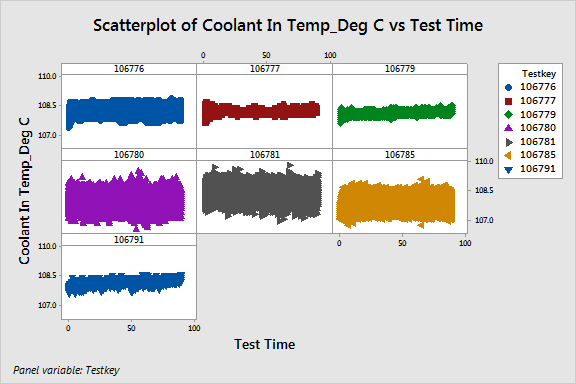 Scatterplot of Coolant In Temp_Deg C vs Test Time
0 50 100
106776 106777 106779
110.0
108.5
107.0
106780 106781 106785
110.0
108.5
107.0
106791
0 50 100
110.0
108.5
107.0
0 50 100
Coolant In Temp_Deg C
Test Time
Testkey
106776
106777
106779
106780
106781
106785
106791
Panel variable: Testkey